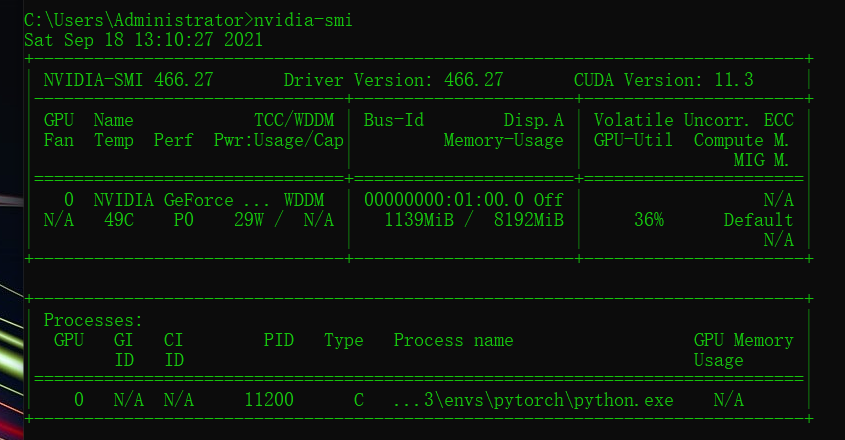 C:\Users\Administrator>nvidia-smi
Sat Sep 18 13:10:27 2021
NVIDIA-SMI 466.27 Driver Version: 466.27 CUDA Version: 11.3
GPU Name TCC/WDDM | Bus-Id Disp.A | Volatile Uncorr. ECC
Fan Temp Perf Pwr:Usage/Cap | Memory-Usage | GPU-Util Compute M.
MIG M.
0 NVIDIA GeForce ... WDDM | 00000000:01:00.0 Off | N/A
N/A 49C P0 29W / N/A | 1139MiB / 8192MiB | 36% Default
N/A
Processes:
GPU GI CI PID Type Process name GPU Memory
ID ID Usage
0 N/A N/A 11200 C ...3\envs\pytorch\python.exe N/A